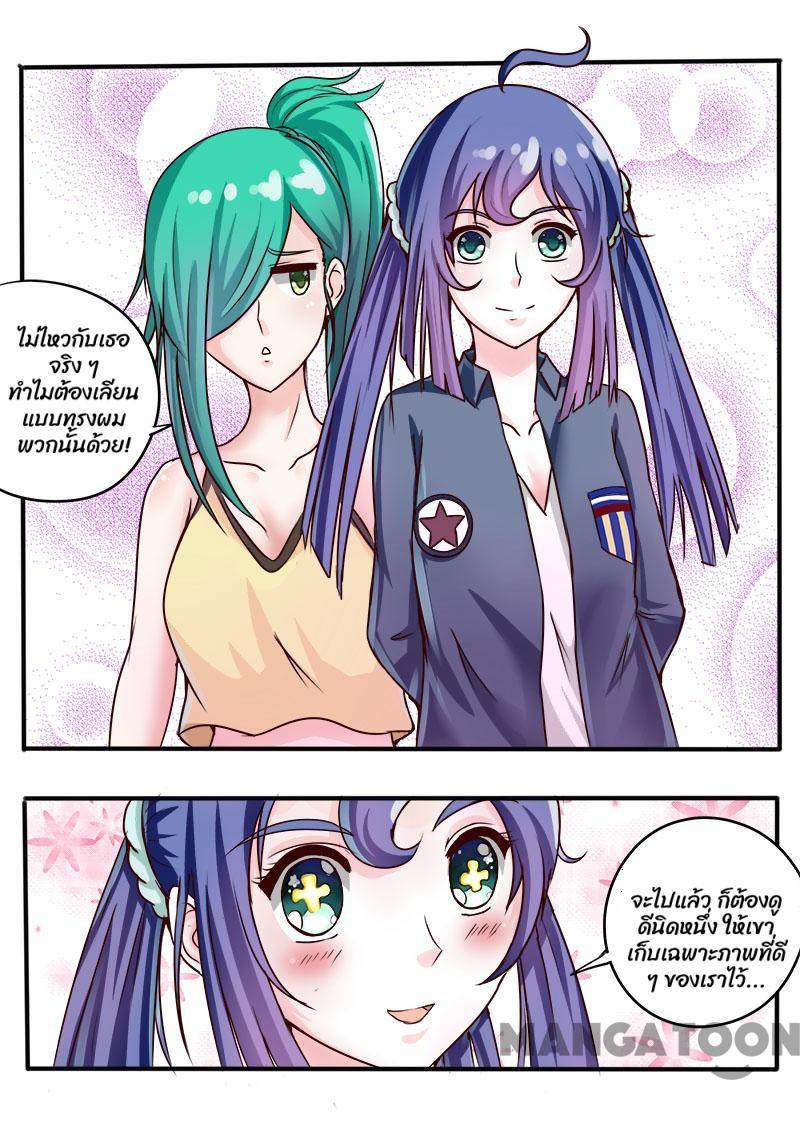 ไม่ไหวกับเธอ
จริง ๆ
ทำไมต้องเลียน
แบบทรงผม
พวกนั้นด้วย!
จะไปแล้ว ก็ต้องดู
ดีนิดหนึ่ง ให้เขา
เก็บเฉพาะภาพที่ดี
ๆ ของเราไว้...
MANGATOON